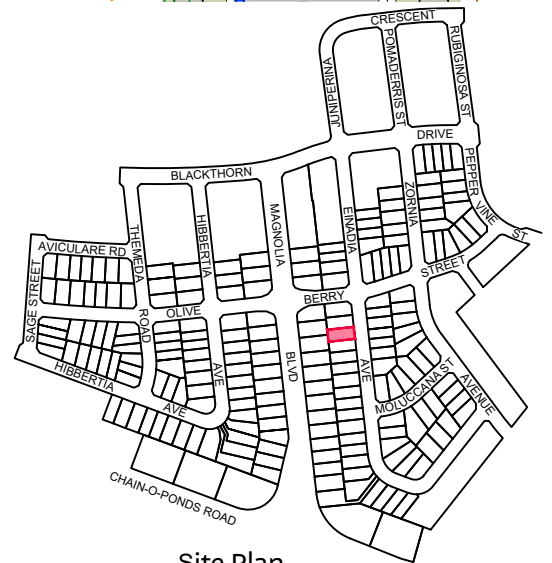 CRESCENT
JUNIPERINA
POMADERRIS ST
RUBIGINOSA ST
DRIVE
BLACKTHORN
PEPPER
VINE
ST
ZORNIA
EINADIA
MAGNOLIA
HIBBERTIA
THEMEDA
AVICULARE RD
SAGE STREET
STREET
BERRY
OLIVE
ROAD
HIBBERTIA
AVE
AVE
BLVD
AVE
MOLUCCANA ST
AVENUE
CHAIN-O-PONDS ROAD
Site Plan